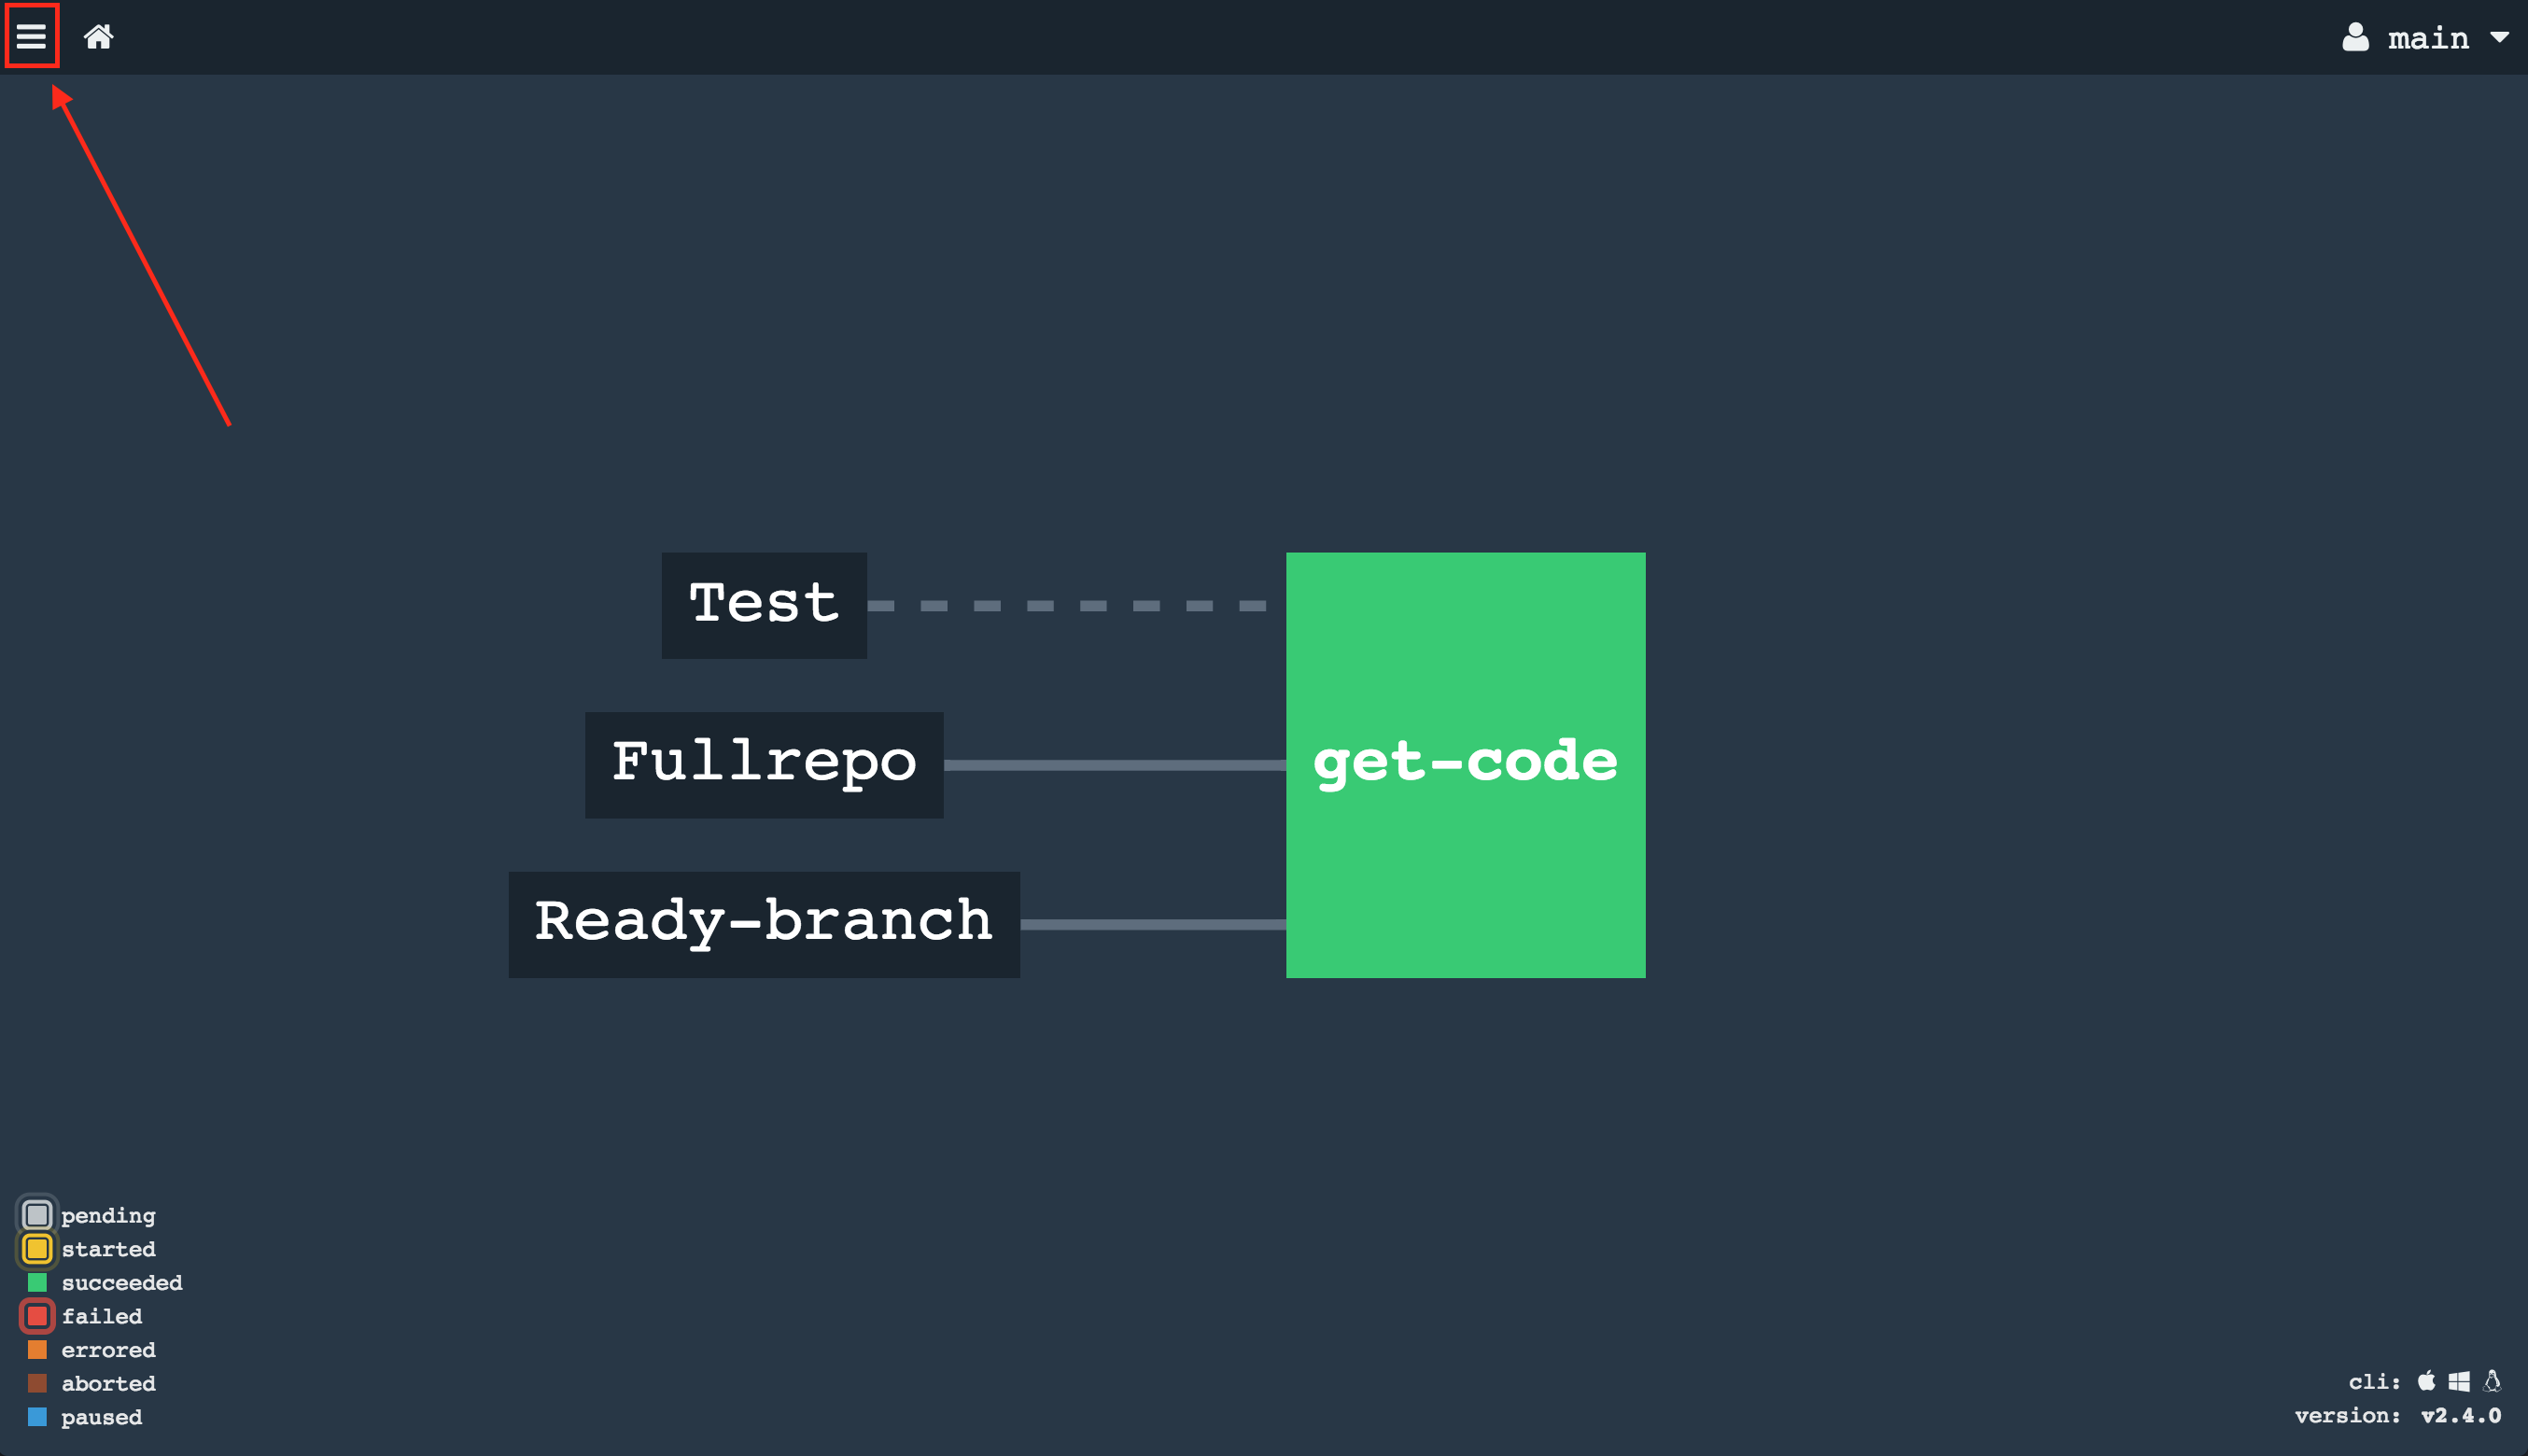 main
Test
Fullrepo
get-code
Ready-branch
pending
started
succeeded
failed
errored
aborted
paused
cli:
version: v2.4.0